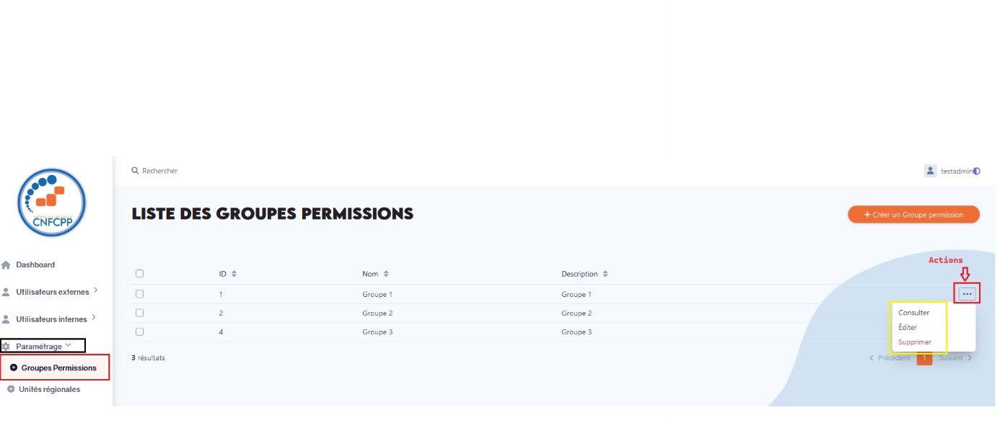 Rechercher
testadmin
CNFCPP
LISTE DES GROUPES PERMISSIONS
+ Créer un Groupe permission
Dashboard
Utilisateurs externes
Utilisateurs internes
Paramétrage
Groupes Permissions
Unités régionales
Actions
ID Nom Description
1 Groupe 1 Groupe 1
2 Groupe 2 Groupe 2
4 Groupe 3 Groupe 3
Consulter
Éditer
Supprimer
3 résultats
Précédent 1 Suivant